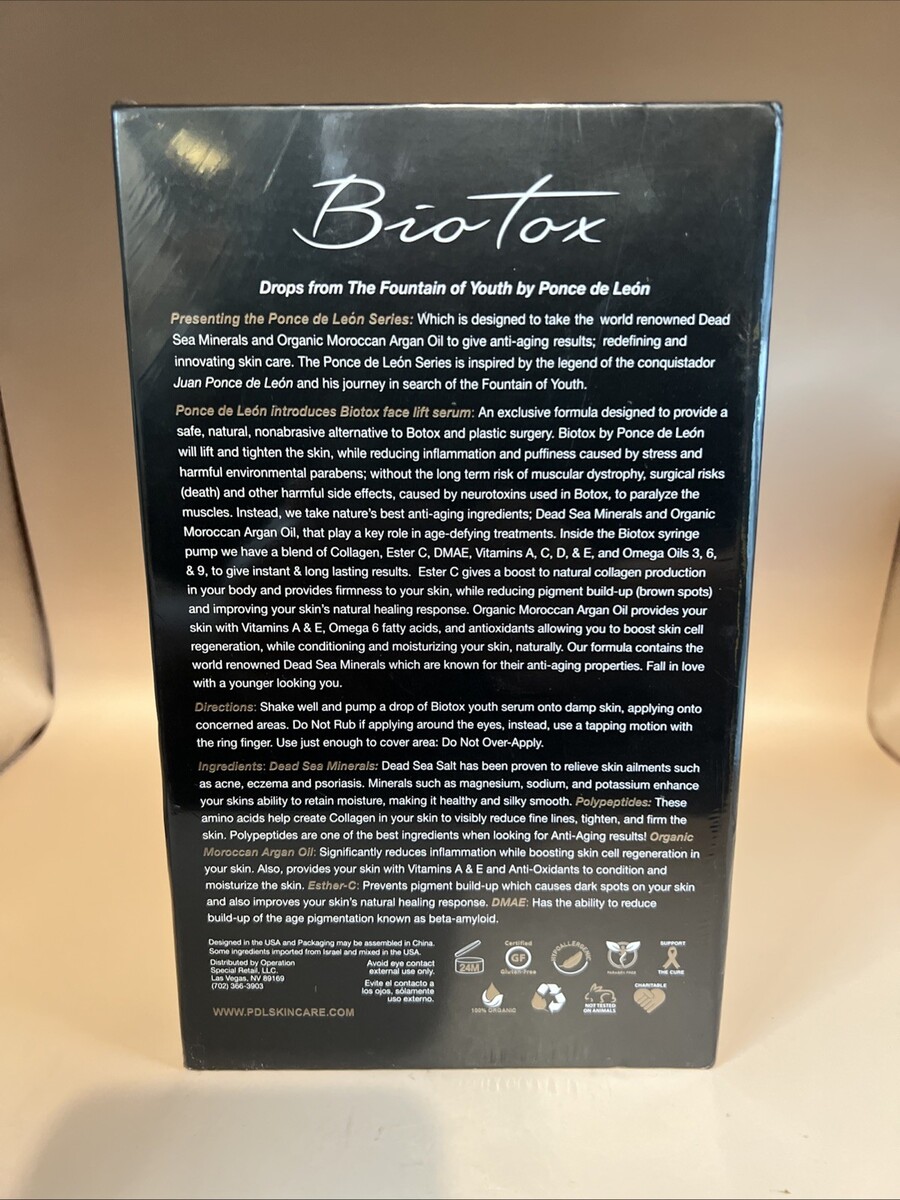 Biotox
Drops from The Fountain of Youth by Ponce de León
Presenting the Ponce de León Series: Which is designed to take the world renowned Dead
Sea Minerals and Organic Moroccan Argan Oil to give anti-aging results; redefining and
innovating skin care. The Ponce de León Series is inspired by the legend of the conquistador
Juan Ponce de León and his journey in search of the Fountain of Youth.
Ponce de León introduces Biotox face lift serum: An exclusive formula designed to provide a
safe, natural, nonabrasive alternative to Botox and plastic surgery. Biotox by Ponce de León
will lift and tighten the skin, while reducing inflammation and puffiness caused by stress and
harmful environmental parabens; without the long term risk of muscular dystrophy, surgical risks
(death) and other harmful side effects, caused by neurotoxins used in Botox, to paralyze the
muscles. Instead, we take nature's best anti-aging ingredients; Dead Sea Minerals and Organic
Moroccan Argan Oil, that play a key role in age-defying treatments. Inside the Biotox syringe
pump we have a blend of Collagen, Ester C, DMAE, Vitamins A, C, D, & E, and Omega Oils 3, 6,
& 9, to give instant & long lasting results. Ester C gives a boost to natural collagen production
in your body and provides firmness to your skin, while reducing pigment build-up (brown spots)
and improving your skin's natural healing response. Organic Moroccan Argan Oil provides your
skin with Vitamins A & E, Omega 6 fatty acids, and antioxidants allowing you to boost skin cell
regeneration, while conditioning and moisturizing your skin, naturally. Our formula contains the
world renowned Dead Sea Minerals which are known for their anti-aging properties. Fall in love
with a younger looking you.
Directions: Shake well and pump a drop of Biotox youth serum onto damp skin, applying onto
concerned areas. Do Not Rub if applying around the eyes, instead, use a tapping motion with
the ring finger. Use just enough to cover area: Do Not Over-Apply.
Ingredients: Dead Sea Minerals: Dead Sea Salt has been proven to relieve skin ailments such
as acne, eczema and psoriasis. Minerals such as magnesium, sodium, and potassium enhance
your skins ability to retain moisture, making it healthy and silky smooth. Polypeptides: These
amino acids help create Collagen in your skin to visibly reduce fine lines, tighten, and firm the
skin. Polypeptides are one of the best ingredients when looking for Anti-Aging results! Organic
Moroccan Argan Oil: Significantly reduces inflammation while boosting skin cell regeneration in
your skin. Also, provides your skin with Vitamins A & E and Anti-Oxidants to condition and
moisturize the skin. Esther-C: Prevents pigment build-up which causes dark spots on your skin
and also improves your skin's natural healing response. DMAE: Has the ability to reduce
build-up of the age pigmentation known as beta-amyloid.
Designed in the USA and Packaging may be assembled in China.
Some ingredients imported from Israel and mixed in the USA.
Distributed by Operation
Special Retail, LLC.
Las Vegas, NV 89169
(702) 366-3903
Avoid eye contact
external use only.
Evite el contacto a
los ojos, sólamente
uso externo.
WWW.PDLSKINCARE.COM
24M
Certified
GF
Gluten-Free
HYPOALLERGENIC
PARABEN FREE
SUPPORT
THE CURE
100% ORGANIC
NOT TESTED
ON ANIMALS
CHARITABLE